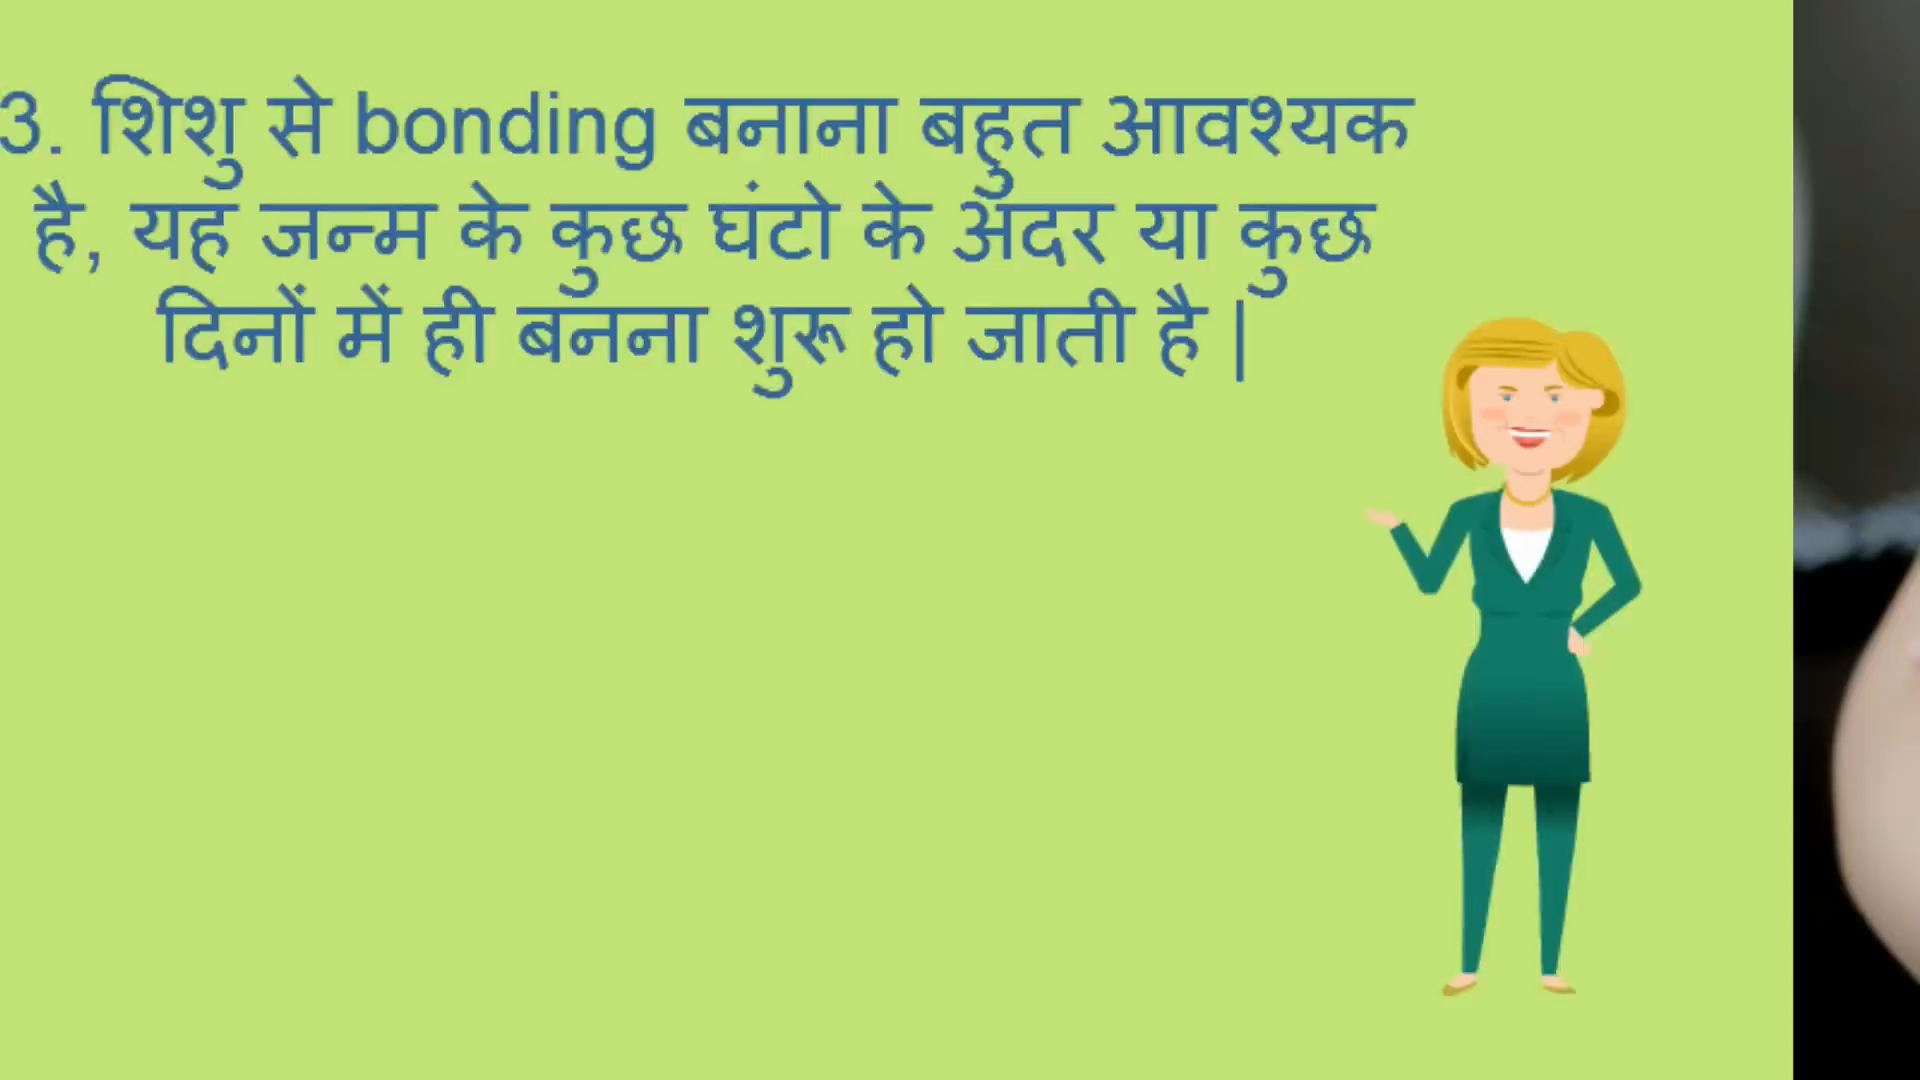 3. शिशु से bonding बनाना बहुत आवश्यक
है, यह जन्म के कुछ घंटो के अंदर या कुछ
दिनों में ही बनना शुरू हो जाती है |